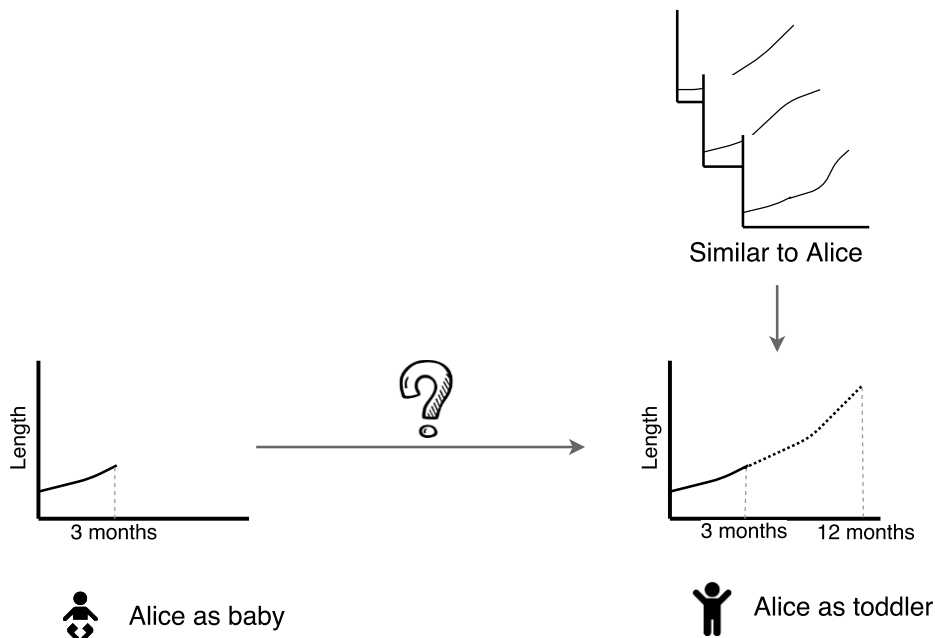 Similar to Alice
Length
3 months
Length
3 months
12 months
Alice as baby
Alice as toddler